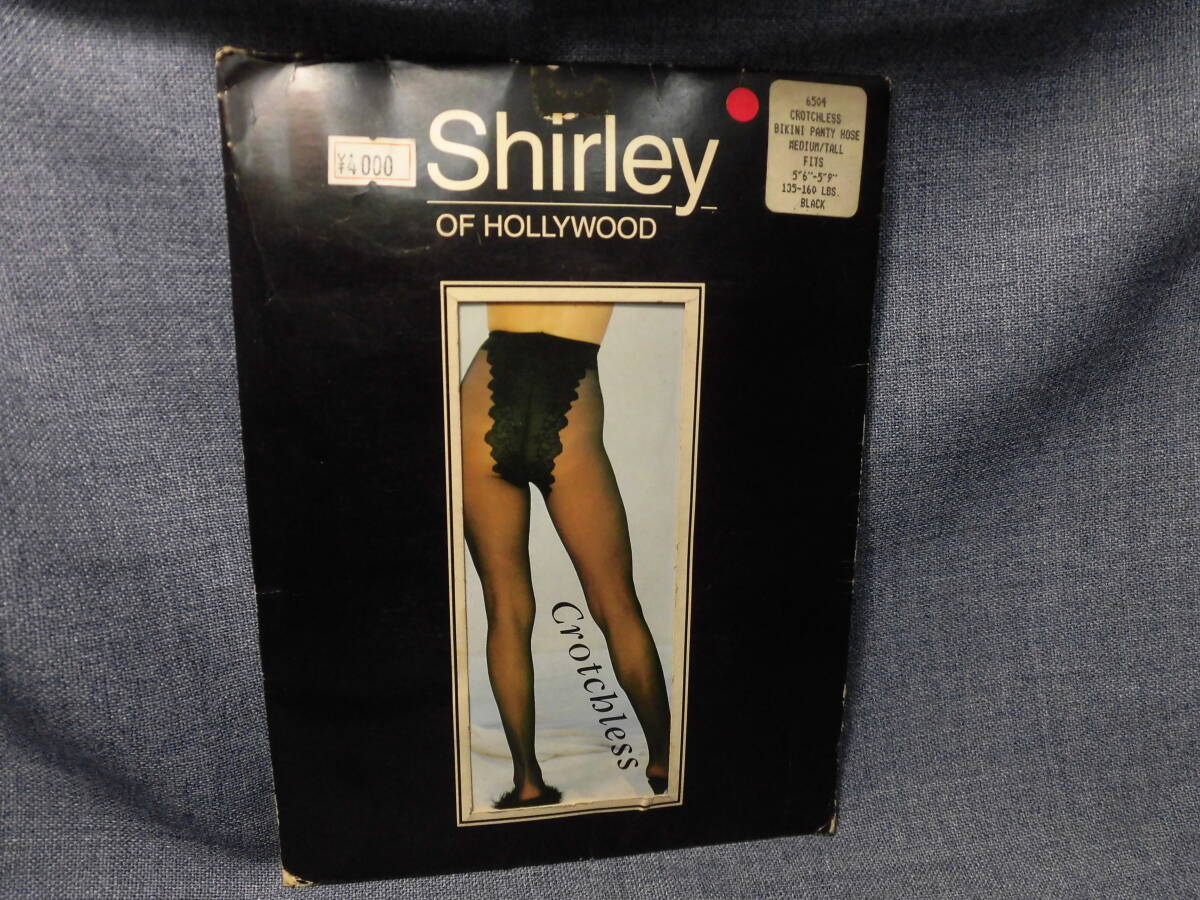 ¥4000
Shirley
OF HOLLYWOOD
6504
CROTCHLESS
BIKINI PANTY HOSE
MEDIUM/TALL
FITS
5"6"-5"9"
135-160 LBS.
BLACK
Crotchless